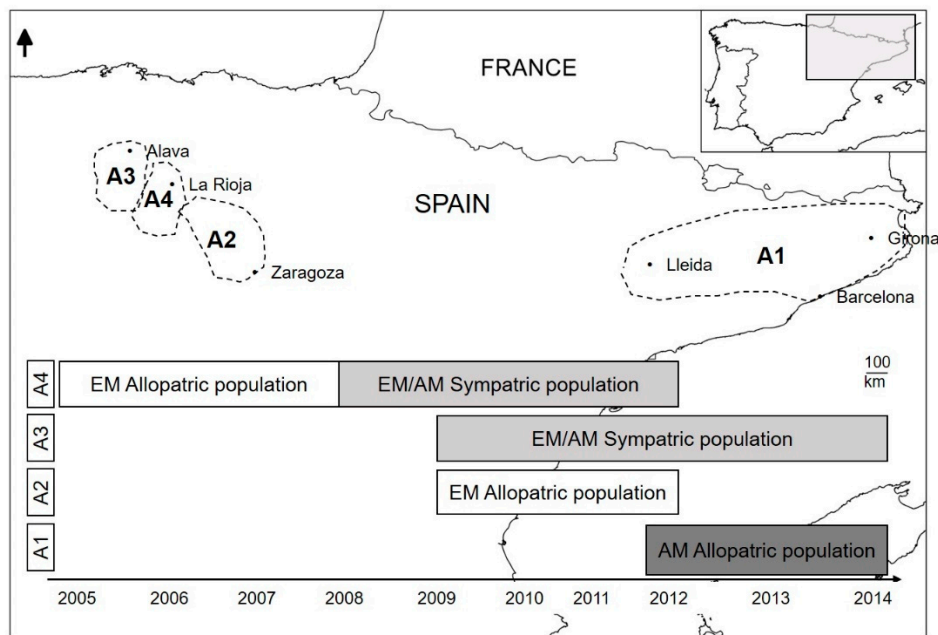 FRANCE
Alava
A3
La Rioja
A4
SPAIN
A2
A1
Girona
Lleida
Zaragoza
Barcelona
100
km
A4
EM Allopatric population
EM/AM Sympatric population
A3
EM/AM Sympatric population
A2
EM Allopatric population
A1
AM Allopatric population
2005 2006 2007 2008 2009 2010 2011 2012 2013 2014